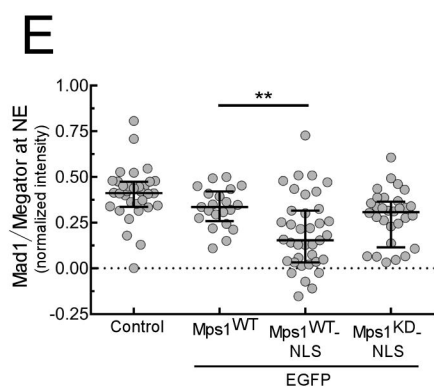 E
Mad1/Megator at NE
(normalized intensity)
1.00
0.75
0.50
0.25
0.00
-0.25
**
Control
Mps1WT
Mps1WT-
NLS
Mps1KD-
NLS
EGFP